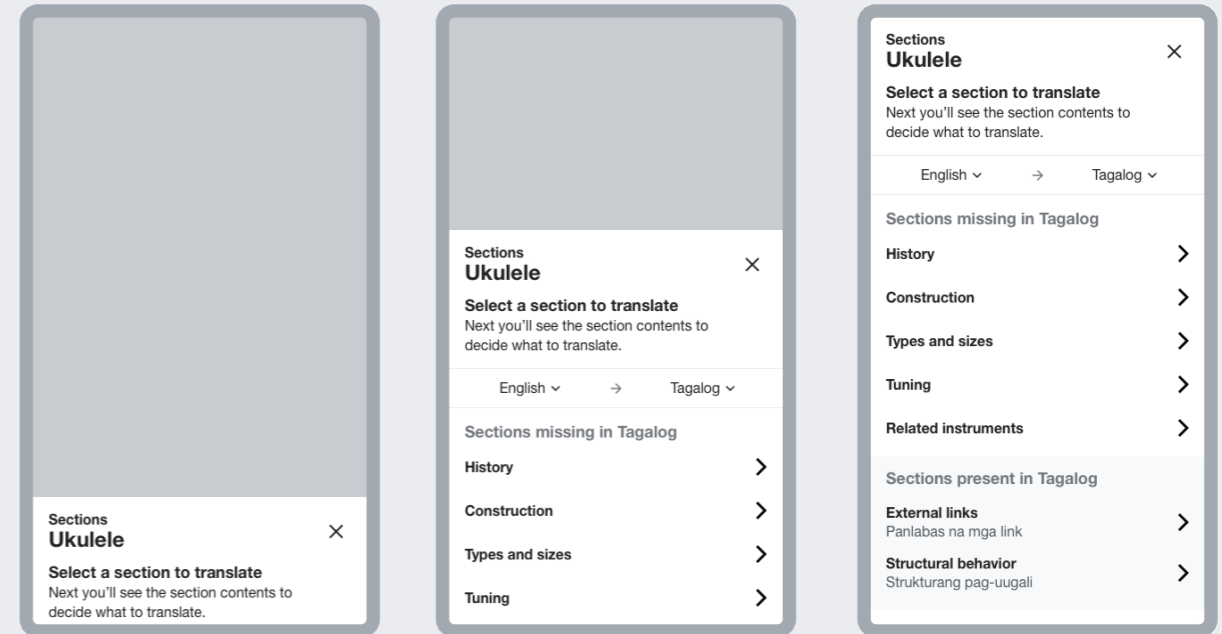 Sections
Ukulele
Select a section to translate
Next you’ll see the section contents to
decide what to translate.
Sections
Ukulele
Select a section to translate
Next you’ll see the section contents to
decide what to translate.
English
Tagalog
Sections missing in Tagalog
History
Construction
Types and sizes
Tuning
Sections
Ukulele
Select a section to translate
Next you’ll see the section contents to
decide what to translate.
English
Tagalog
Sections missing in Tagalog
History
Construction
Types and sizes
Tuning
Related instruments
Sections present in Tagalog
External links
Panlabas na mga link
Structural behavior
Strukturang pag-uugali